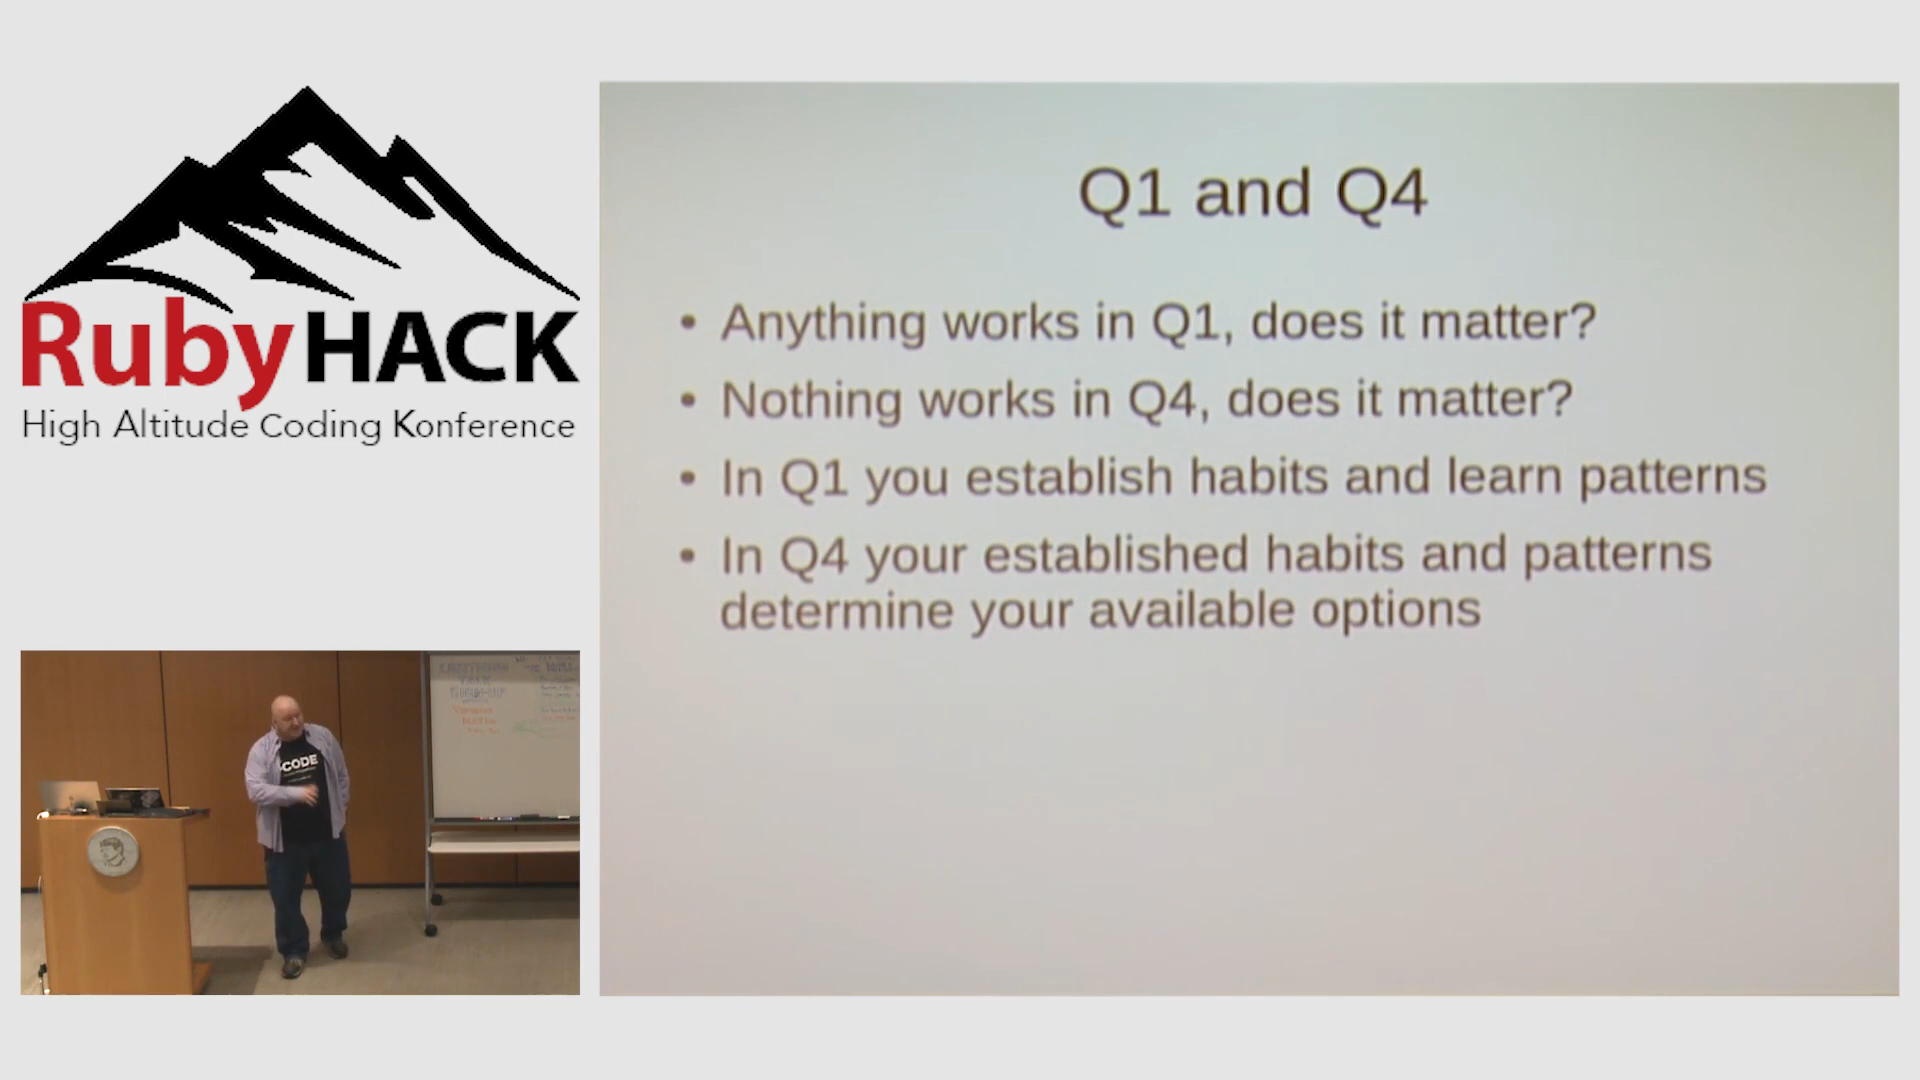 RubyHACK
High Altitude Coding Konference
Q1 and Q4
• Anything works in Q1, does it matter?
• Nothing works in Q4, does it matter?
• In Q1 you establish habits and learn patterns
• In Q4 your established habits and patterns
determine your available options
CODE